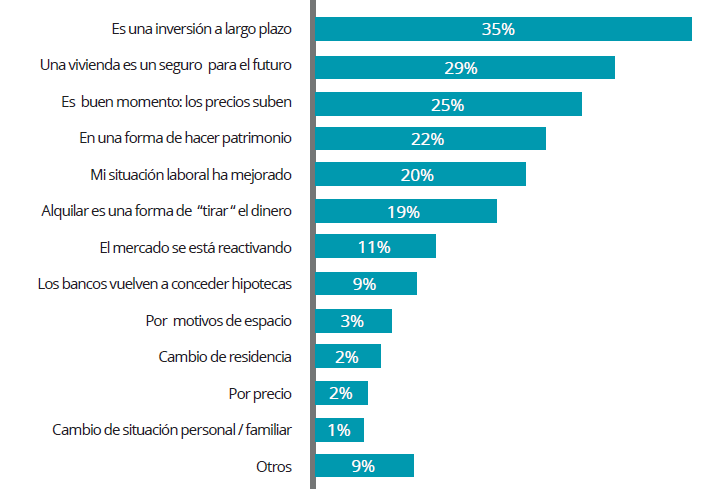 Es una inversión a largo plazo 35%
Una vivienda es un seguro para el futuro 29%
Es buen momento: los precios suben 25%
En una forma de hacer patrimonio 22%
Mi situación laboral ha mejorado 20%
Alquilar es una forma de “tirar“ el dinero 19%
El mercado se está reactivando 11%
Los bancos vuelven a conceder hipotecas 9%
Por motivos de espacio 3%
Cambio de residencia 2%
Por precio 2%
Cambio de situación personal / familiar 1%
Otros 9%